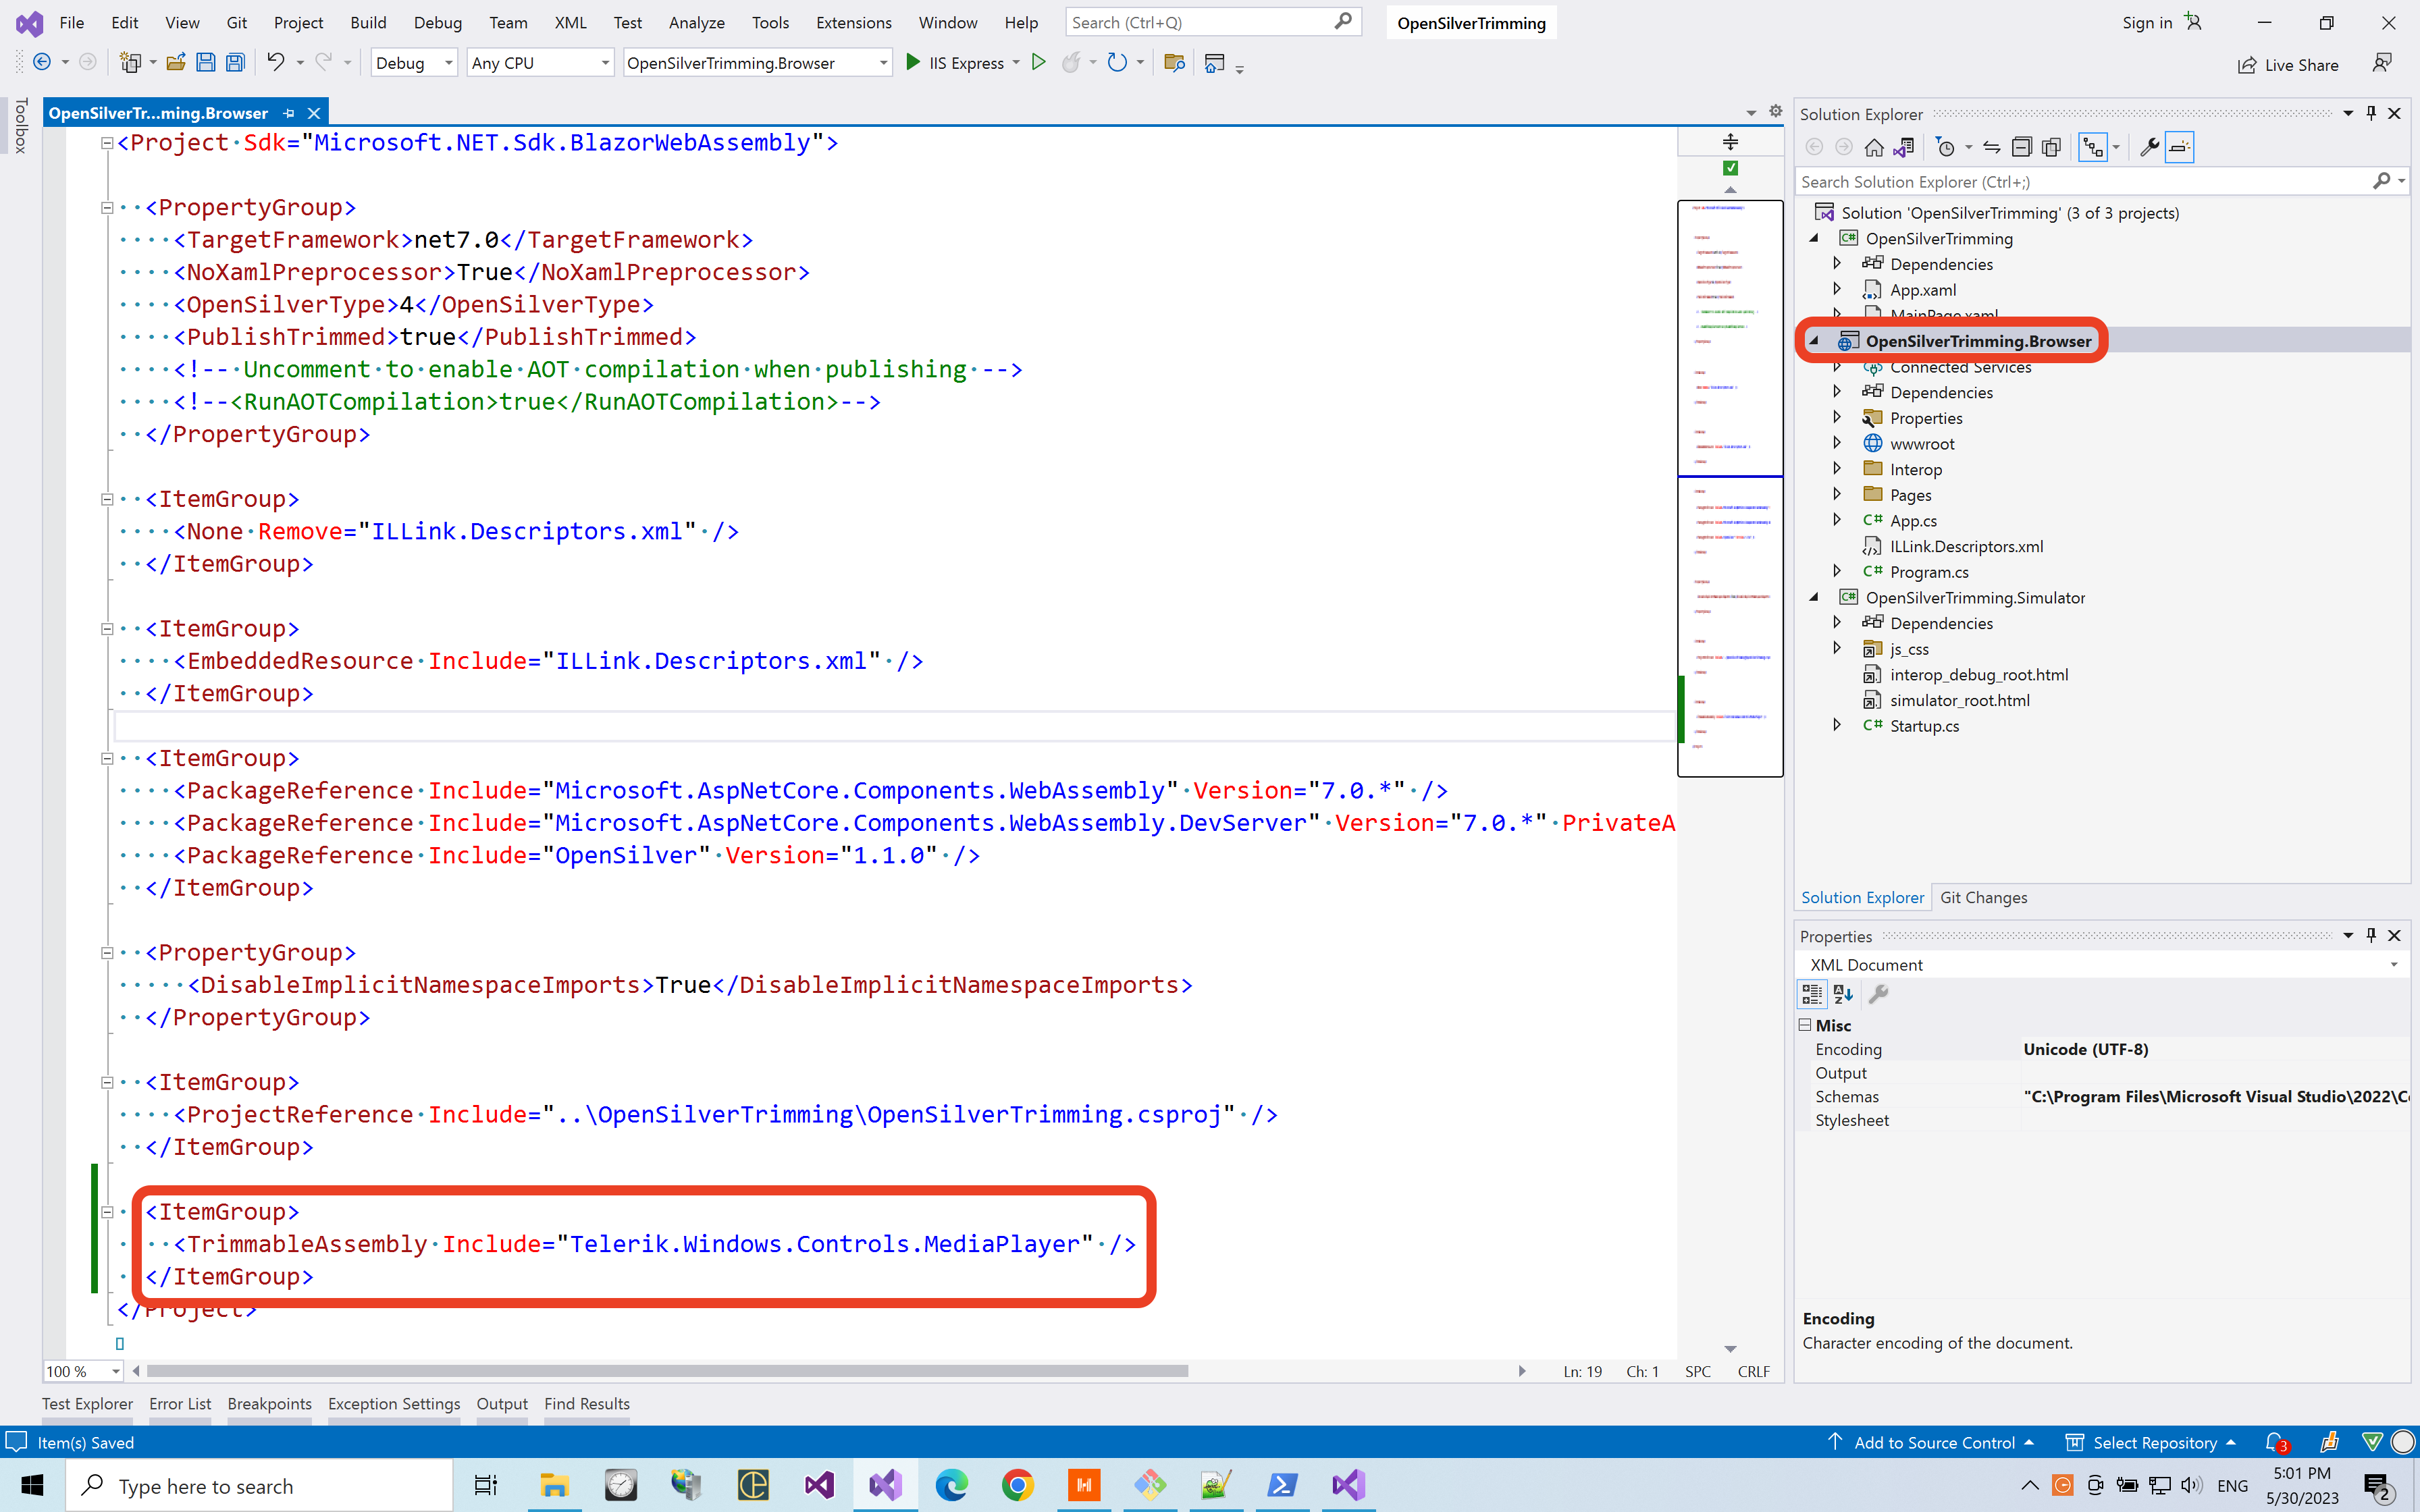 File Edit View Git Project Build Debug Team XML Test Analyze Tools Extensions Window Help Search (Ctrl+Q) OpenSilverTrimming Sign in
Debug Any CPU OpenSilverTrimming.Browser IIS Express Live Share
Toolbox
OpenSilverTr...ming.Browser
<Project Sdk="Microsoft.NET.Sdk.BlazorWebAssembly">
<PropertyGroup>
<TargetFramework>net7.0</TargetFramework>
<NoXamlPreprocessor>True</NoXamlPreprocessor>
<OpenSilverType>4</OpenSilverType>
<PublishTrimmed>true</PublishTrimmed>
<!-- Uncomment to enable AOT compilation when publishing -->
<!--<RunAOTCompilation>true</RunAOTCompilation>-->
</PropertyGroup>
<ItemGroup>
<None Remove="ILLink.Descriptors.xml" />
</ItemGroup>
<ItemGroup>
<EmbeddedResource Include="ILLink.Descriptors.xml" />
</ItemGroup>
<ItemGroup>
<PackageReference Include="Microsoft.AspNetCore.Components.WebAssembly" Version="7.0.*" />
<PackageReference Include="Microsoft.AspNetCore.Components.WebAssembly.DevServer" Version="7.0.*" PrivateA
<PackageReference Include="OpenSilver" Version="1.1.0" />
</ItemGroup>
<PropertyGroup>
<DisableImplicitNamespaceImports>True</DisableImplicitNamespaceImports>
</PropertyGroup>
<ItemGroup>
<ProjectReference Include="..\OpenSilverTrimming\OpenSilverTrimming.csproj" />
</ItemGroup>
<ItemGroup>
<TrimmableAssembly Include="Telerik.Windows.Controls.MediaPlayer" />
</ItemGroup>
</Project>
100 % Ln: 19 Ch: 1 SPC CRLF
Solution Explorer
Search Solution Explorer (Ctrl+;)
Solution 'OpenSilverTrimming' (3 of 3 projects)
OpenSilverTrimming
Dependencies
App.xaml
MainPage.xaml
OpenSilverTrimming.Browser
Connected Services
Dependencies
Properties
wwwroot
Interop
Pages
C# App.cs
ILLink.Descriptors.xml
C# Program.cs
OpenSilverTrimming.Simulator
Dependencies
js_css
interop_debug_root.html
simulator_root.html
C# Startup.cs
Solution Explorer Git Changes
Properties
XML Document
Misc
Encoding Unicode (UTF-8)
Output
Schemas "C:\Program Files\Microsoft Visual Studio\2022\C
Stylesheet
Encoding
Character encoding of the document.
Test Explorer Error List Breakpoints Exception Settings Output Find Results
Item(s) Saved Add to Source Control Select Repository 3
Type here to search ENG 5:01 PM
5/30/2023 2